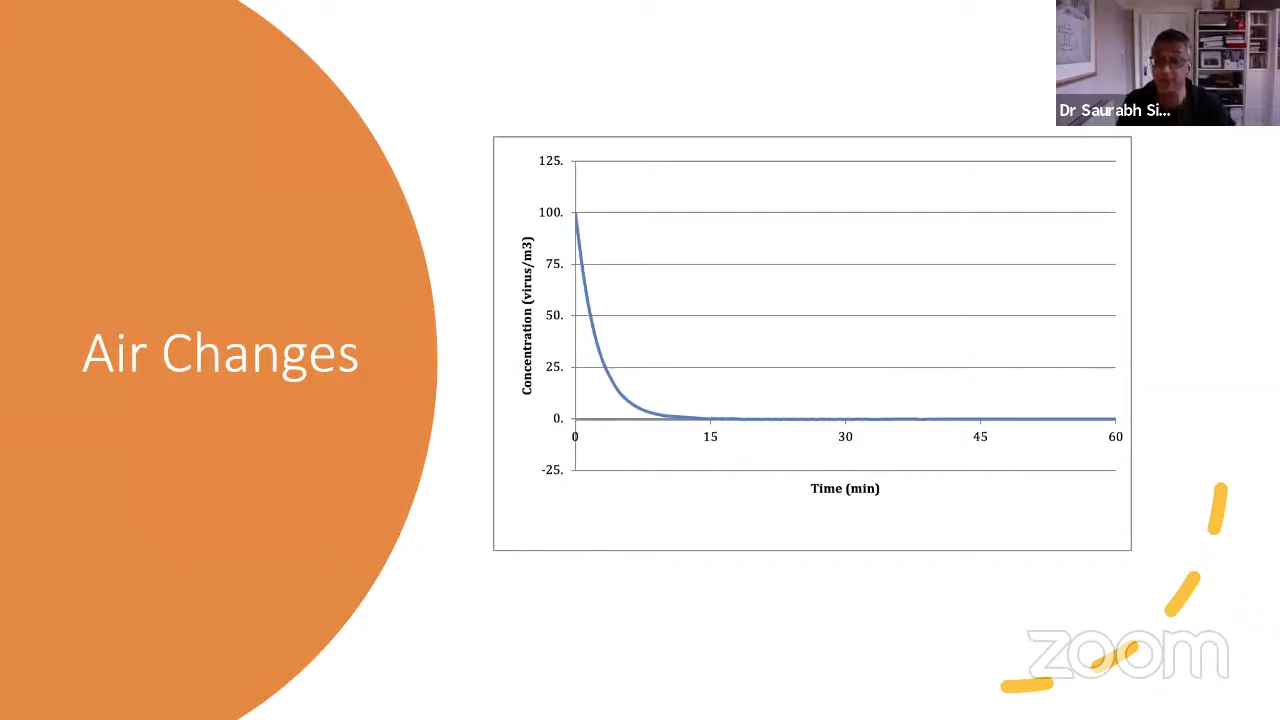 Dr Saurabh Si...
Air Changes
125.
100.
75.
50.
25.
0.
-25.
Concentration (virus/m3)
0 15 30 45 60
Time (min)
zoom